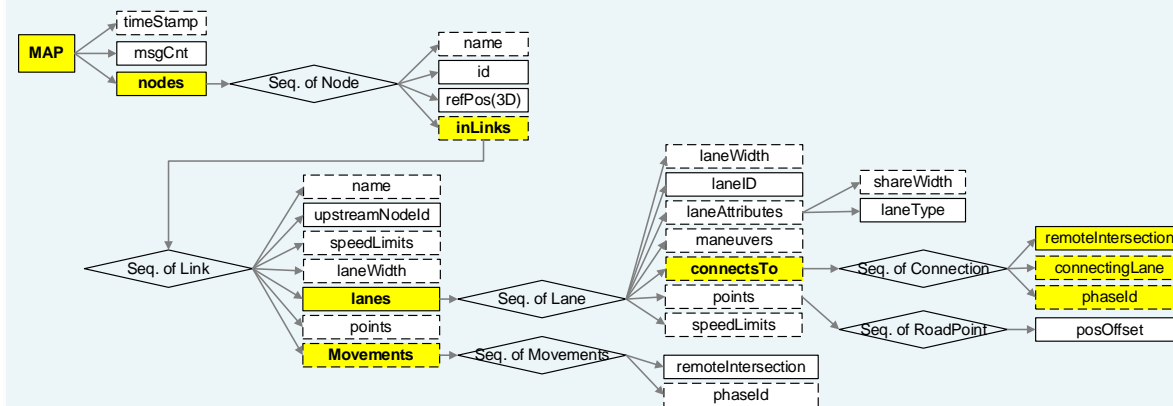 timeStamp
MAP
msgCnt
nodes
Seq. of Node
name
id
refPos(3D)
inLinks
Seq. of Link
name
upstreamNodeId
speedLimits
laneWidth
lanes
points
Movements
Seq. of Lane
laneWidth
laneID
laneAttributes
maneuvers
connectsTo
points
speedLimits
shareWidth
laneType
Seq. of Connection
remoteIntersection
connectingLane
phaseId
Seq. of RoadPoint
posOffset
Seq. of Movements
remoteIntersection
phaseId